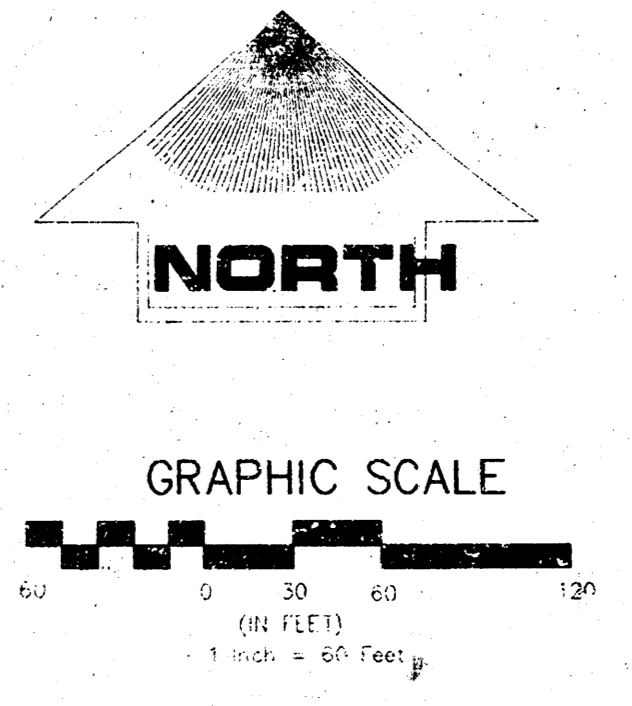 NORTH
GRAPHIC SCALE
60 0 30 60 120
(IN FEET)
1 inch = 60 Feet